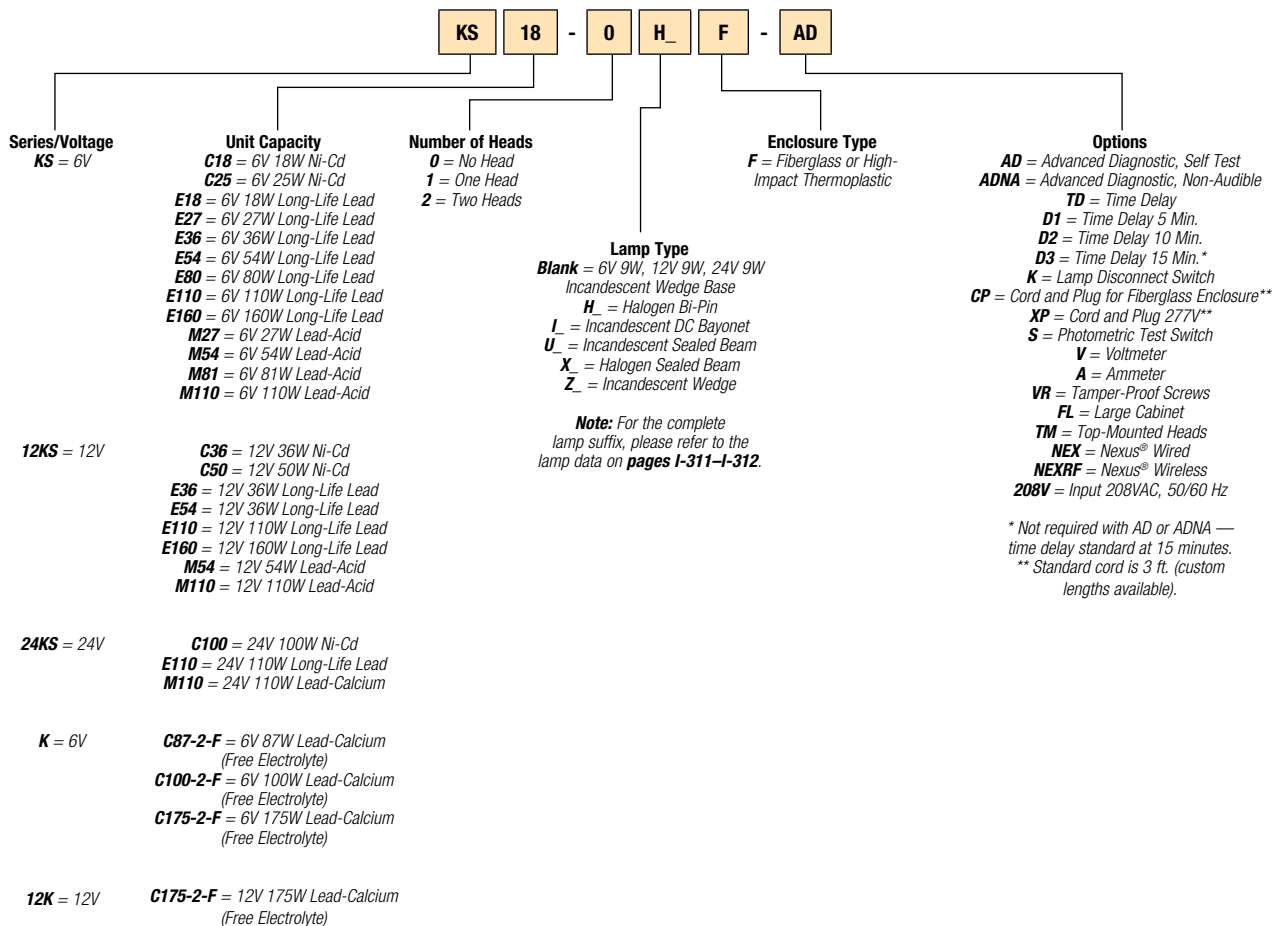 KS 18 - 0 H_ F - AD
Series/Voltage
KS = 6V
Unit Capacity
C18 = 6V 18W Ni-Cd
C25 = 6V 25W Ni-Cd
E18 = 6V 18W Long-Life Lead
E27 = 6V 27W Long-Life Lead
E36 = 6V 36W Long-Life Lead
E54 = 6V 54W Long-Life Lead
E80 = 6V 80W Long-Life Lead
E110 = 6V 110W Long-Life Lead
E160 = 6V 160W Long-Life Lead
M27 = 6V 27W Lead-Acid
M54 = 6V 54W Lead-Acid
M81 = 6V 81W Lead-Acid
M110 = 6V 110W Lead-Acid
12KS = 12V
C36 = 12V 36W Ni-Cd
C50 = 12V 50W Ni-Cd
E36 = 12V 36W Long-Life Lead
E54 = 12V 36W Long-Life Lead
E110 = 12V 110W Long-Life Lead
E160 = 12V 160W Long-Life Lead
M54 = 12V 54W Lead-Acid
M110 = 12V 110W Lead-Acid
24KS = 24V
C100 = 24V 100W Ni-Cd
E110 = 24V 110W Long-Life Lead
M110 = 24V 110W Lead-Calcium
K = 6V
C87-2-F = 6V 87W Lead-Calcium
(Free Electrolyte)
C100-2-F = 6V 100W Lead-Calcium
(Free Electrolyte)
C175-2-F = 6V 175W Lead-Calcium
(Free Electrolyte)
12K = 12V
C175-2-F = 12V 175W Lead-Calcium
(Free Electrolyte)
Number of Heads
0 = No Head
1 = One Head
2 = Two Heads
Lamp Type
Blank = 6V 9W, 12V 9W, 24V 9W
Incandescent Wedge Base
H_ = Halogen Bi-Pin
I_ = Incandescent DC Bayonet
U_ = Incandescent Sealed Beam
X_ = Halogen Sealed Beam
Z_ = Incandescent Wedge
Note: For the complete
lamp suffix, please refer to the
lamp data on pages I-311–I-312.
Enclosure Type
F = Fiberglass or High-
Impact Thermoplastic
Options
AD = Advanced Diagnostic, Self Test
ADNA = Advanced Diagnostic, Non-Audible
TD = Time Delay
D1 = Time Delay 5 Min.
D2 = Time Delay 10 Min.
D3 = Time Delay 15 Min.*
K = Lamp Disconnect Switch
CP = Cord and Plug for Fiberglass Enclosure**
XP = Cord and Plug 277V**
S = Photometric Test Switch
V = Voltmeter
A = Ammeter
VR = Tamper-Proof Screws
FL = Large Cabinet
TM = Top-Mounted Heads
NEX = Nexus® Wired
NEXRF = Nexus® Wireless
208V = Input 208VAC, 50/60 Hz
* Not required with AD or ADNA —
time delay standard at 15 minutes.
** Standard cord is 3 ft. (custom
lengths available).